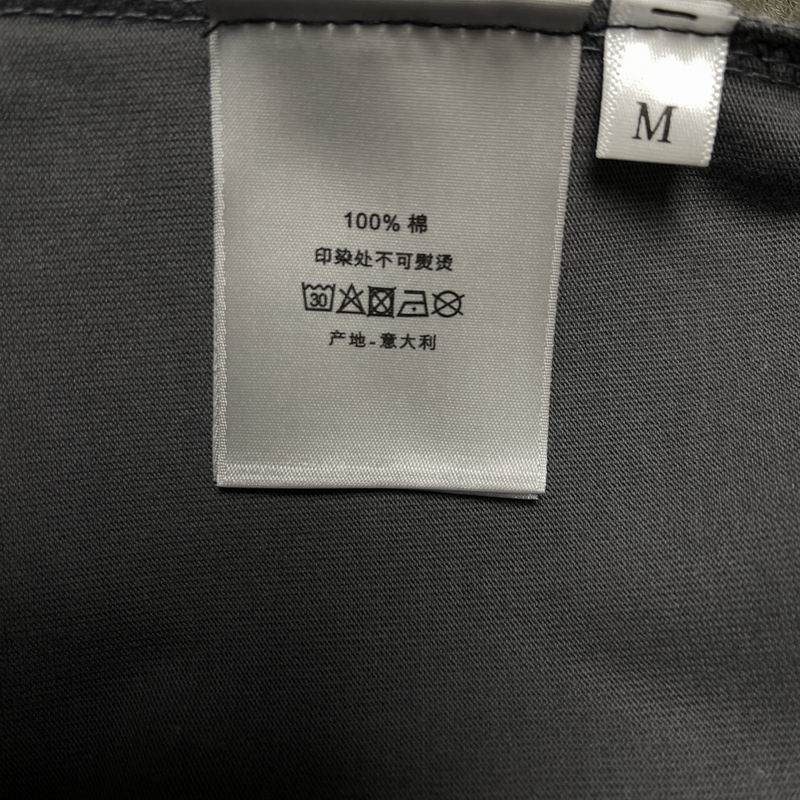 M
100% 棉
印染处不可熨烫
30
产地-意大利